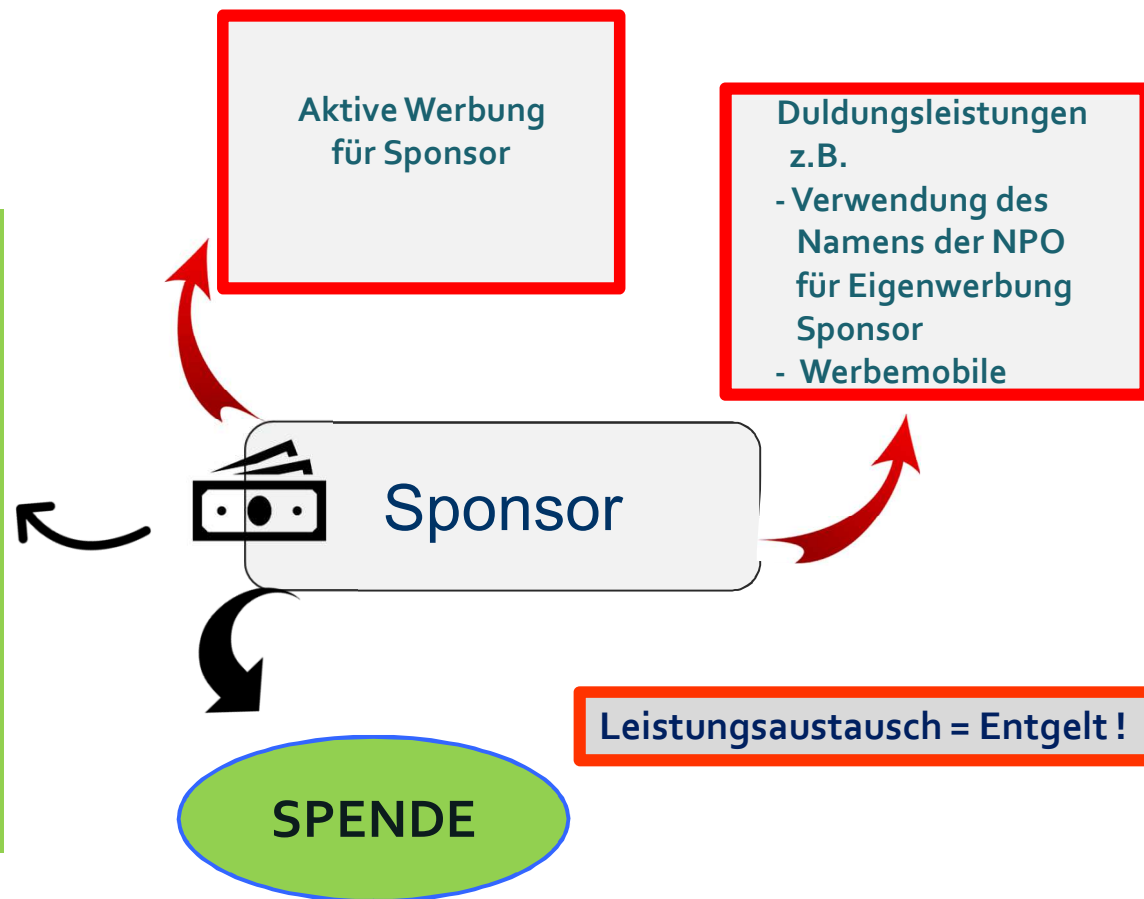 Aktive Werbung
für Sponsor
Duldungsleistungen
z.B.
- Verwendung des
Namens der NPO
für Eigenwerbung
Sponsor
- Werbemobile
Sponsor
Leistungsaustausch = Entgelt !
SPENDE